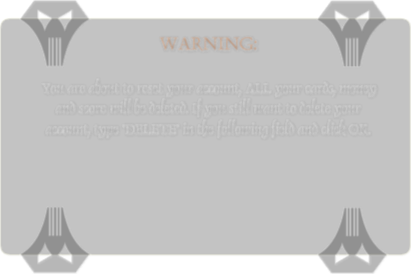 WARNING:
You are about to reset your account, ALL your cards, money
and score will be deleted. If you still want to delete your
account, type DELETE in the following field and click OK.